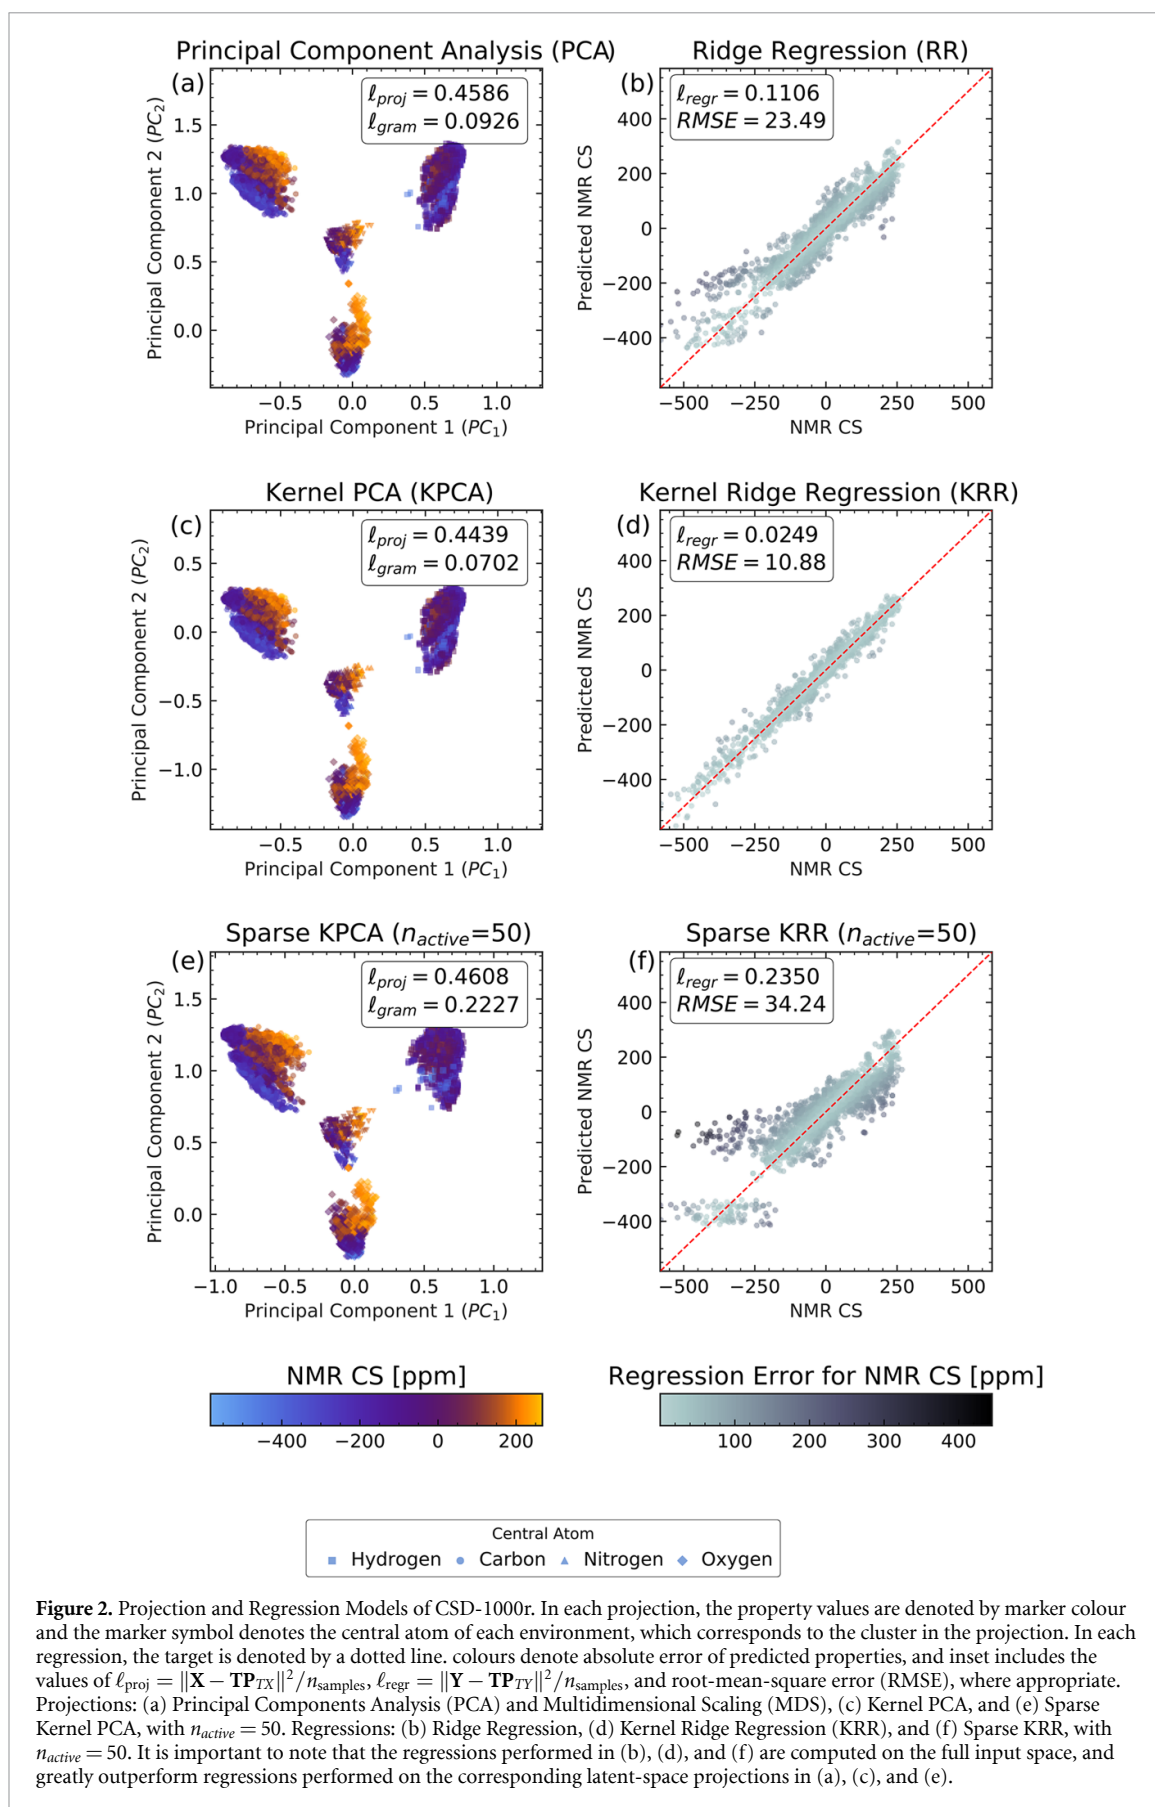 Principal Component Analysis (PCA)
(a)
ℓproj = 0.4586
ℓgram = 0.0926
Principal Component 2 (PC2)
1.5
1.0
0.5
0.0
−0.5 0.0 0.5 1.0
Principal Component 1 (PC1)
Ridge Regression (RR)
(b)
ℓregr = 0.1106
RMSE = 23.49
Predicted NMR CS
400
200
0
−200
−400
−500 −250 0 250 500
NMR CS
Kernel PCA (KPCA)
(c)
ℓproj = 0.4439
ℓgram = 0.0702
Principal Component 2 (PC2)
0.5
0.0
−0.5
−1.0
−0.5 0.0 0.5 1.0
Principal Component 1 (PC1)
Kernel Ridge Regression (KRR)
(d)
ℓregr = 0.0249
RMSE = 10.88
Predicted NMR CS
400
200
0
−200
−400
−500 −250 0 250 500
NMR CS
Sparse KPCA (nactive=50)
(e)
ℓproj = 0.4608
ℓgram = 0.2227
Principal Component 2 (PC2)
1.5
1.0
0.5
0.0
−1.0 −0.5 0.0 0.5 1.0
Principal Component 1 (PC1)
Sparse KRR (nactive=50)
(f)
ℓregr = 0.2350
RMSE = 34.24
Predicted NMR CS
400
200
0
−200
−400
−500 −250 0 250 500
NMR CS
NMR CS [ppm]
−400 −200 0 200
Regression Error for NMR CS [ppm]
100 200 300 400
Central Atom
Hydrogen Carbon Nitrogen Oxygen
Figure 2. Projection and Regression Models of CSD-1000r. In each projection, the property values are denoted by marker colour
and the marker symbol denotes the central atom of each environment, which corresponds to the cluster in the projection. In each
regression, the target is denoted by a dotted line. colours denote absolute error of predicted properties, and inset includes the
values of ℓproj = ∥X − TPTX∥²/nsamples, ℓregr = ∥Y − TPTY∥²/nsamples, and root-mean-square error (RMSE), where appropriate.
Projections: (a) Principal Components Analysis (PCA) and Multidimensional Scaling (MDS), (c) Kernel PCA, and (e) Sparse
Kernel PCA, with nactive = 50. Regressions: (b) Ridge Regression, (d) Kernel Ridge Regression (KRR), and (f) Sparse KRR, with
nactive = 50. It is important to note that the regressions performed in (b), (d), and (f) are computed on the full input space, and
greatly outperform regressions performed on the corresponding latent-space projections in (a), (c), and (e).